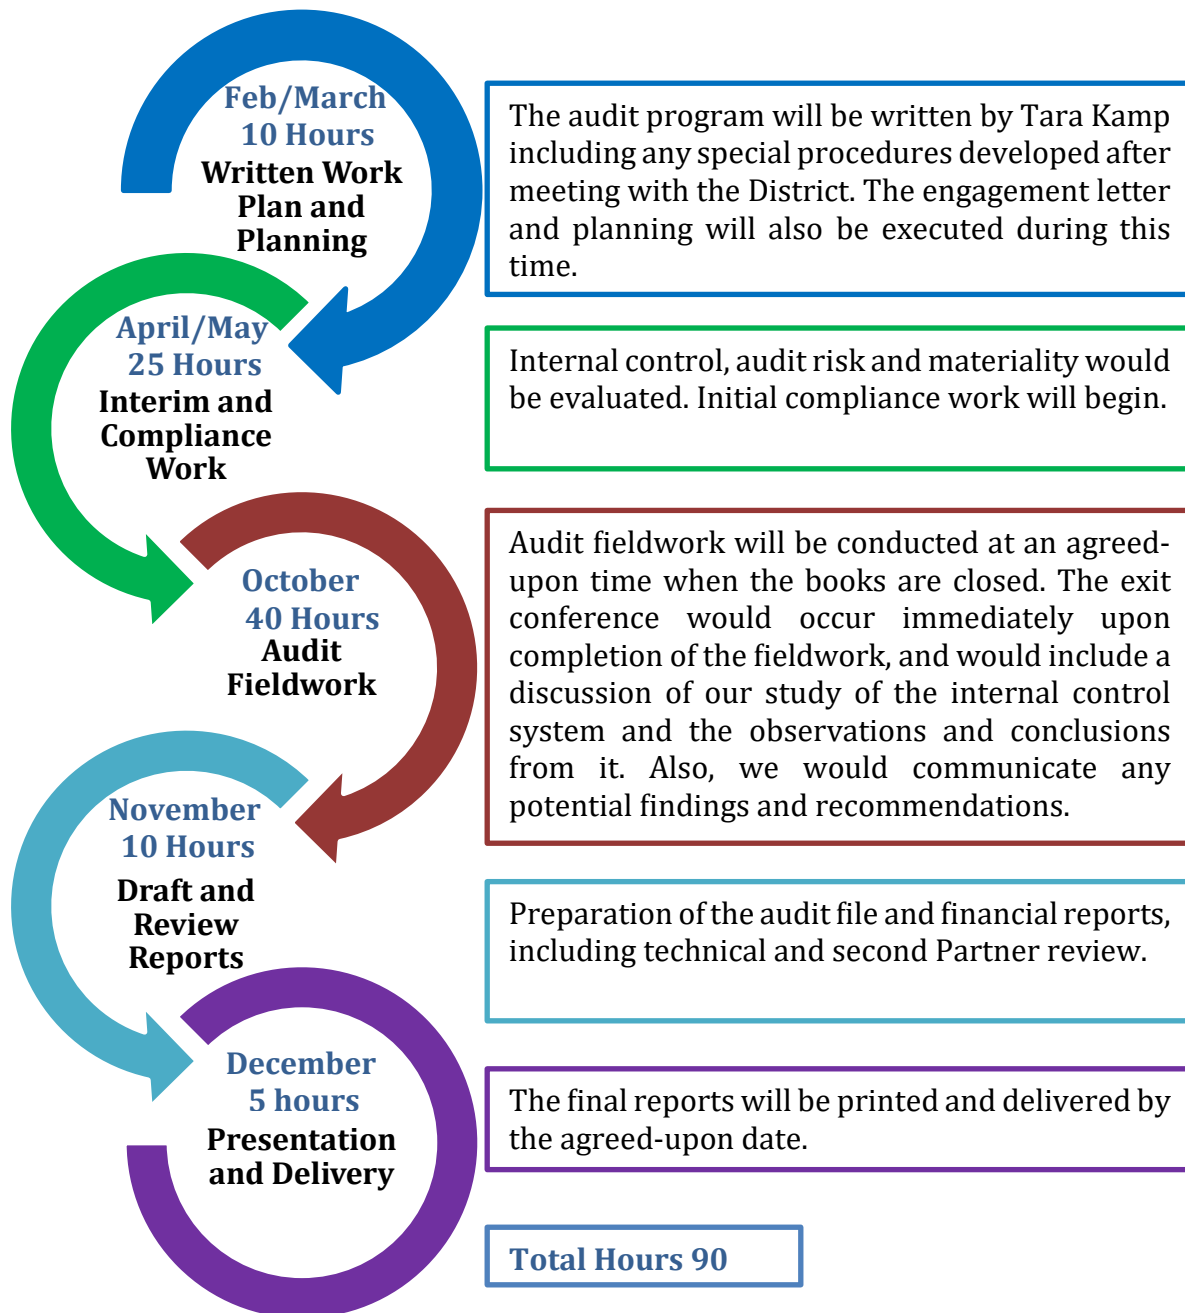 Feb/March
10 Hours
Written Work
Plan and
Planning
The audit program will be written by Tara Kamp
including any special procedures developed after
meeting with the District. The engagement letter
and planning will also be executed during this
time.
April/May
25 Hours
Interim and
Compliance
Work
Internal control, audit risk and materiality would
be evaluated. Initial compliance work will begin.
October
40 Hours
Audit
Fieldwork
Audit fieldwork will be conducted at an agreed-
upon time when the books are closed. The exit
conference would occur immediately upon
completion of the fieldwork, and would include a
discussion of our study of the internal control
system and the observations and conclusions
from it. Also, we would communicate any
potential findings and recommendations.
November
10 Hours
Draft and
Review
Reports
Preparation of the audit file and financial reports,
including technical and second Partner review.
December
5 hours
Presentation
and Delivery
The final reports will be printed and delivered by
the agreed-upon date.
Total Hours 90